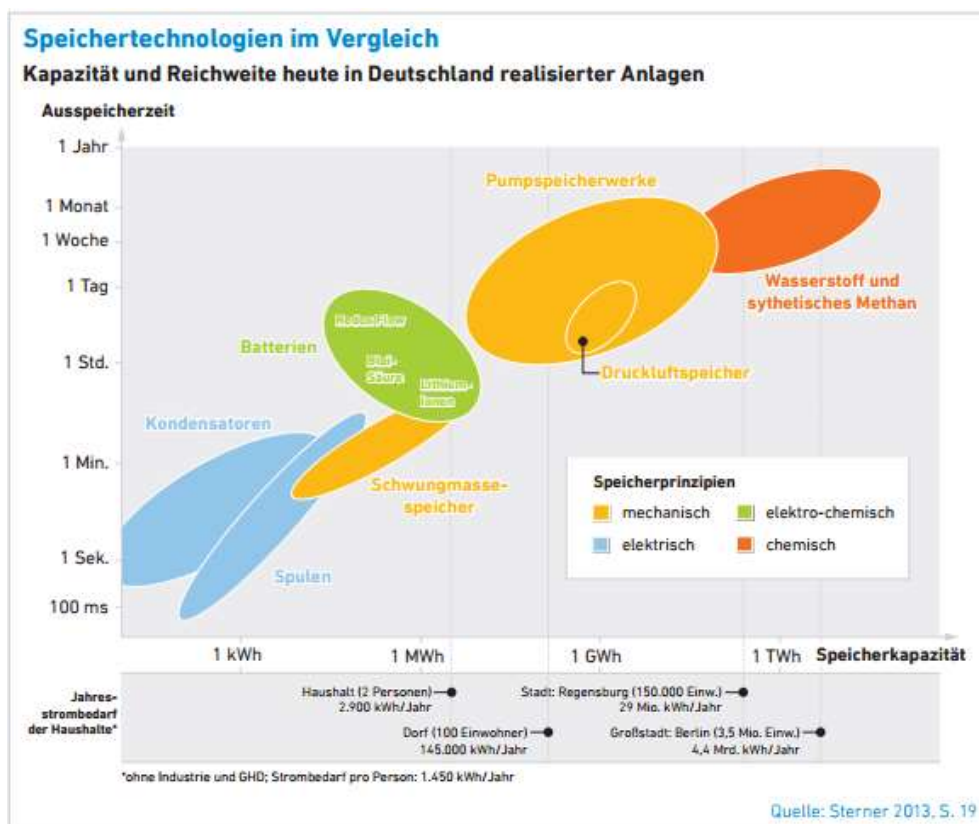 Speichertechnologien im Vergleich
Kapazität und Reichweite heute in Deutschland realisierter Anlagen
Ausspeicherzeit
1 Jahr
1 Monat
1 Woche
1 Tag
1 Std.
1 Min.
1 Sek.
100 ms
Pumpspeicherwerke
Wasserstoff und
sythetisches Methan
Redox-Flow
Batterien
Blei-
Säure
Lithium-
Ionen
Druckluftspeicher
Kondensatoren
Schwungmasse-
speicher
Spulen
Speicherprinzipien
mechanisch
elektro-chemisch
elektrisch
chemisch
1 kWh
1 MWh
1 GWh
1 TWh
Speicherkapazität
Jahres-
strombedarf
der Haushalte*
Haushalt (2 Personen)
2.900 kWh/Jahr
Stadt: Regensburg (150.000 Einw.)
29 Mio. kWh/Jahr
Dorf (100 Einwohner)
145.000 kWh/Jahr
Großstadt: Berlin (3,5 Mio. Einw.)
4,4 Mrd. kWh/Jahr
*ohne Industrie und GHD; Strombedarf pro Person: 1.450 kWh/Jahr
Quelle: Sterner 2013, S. 19